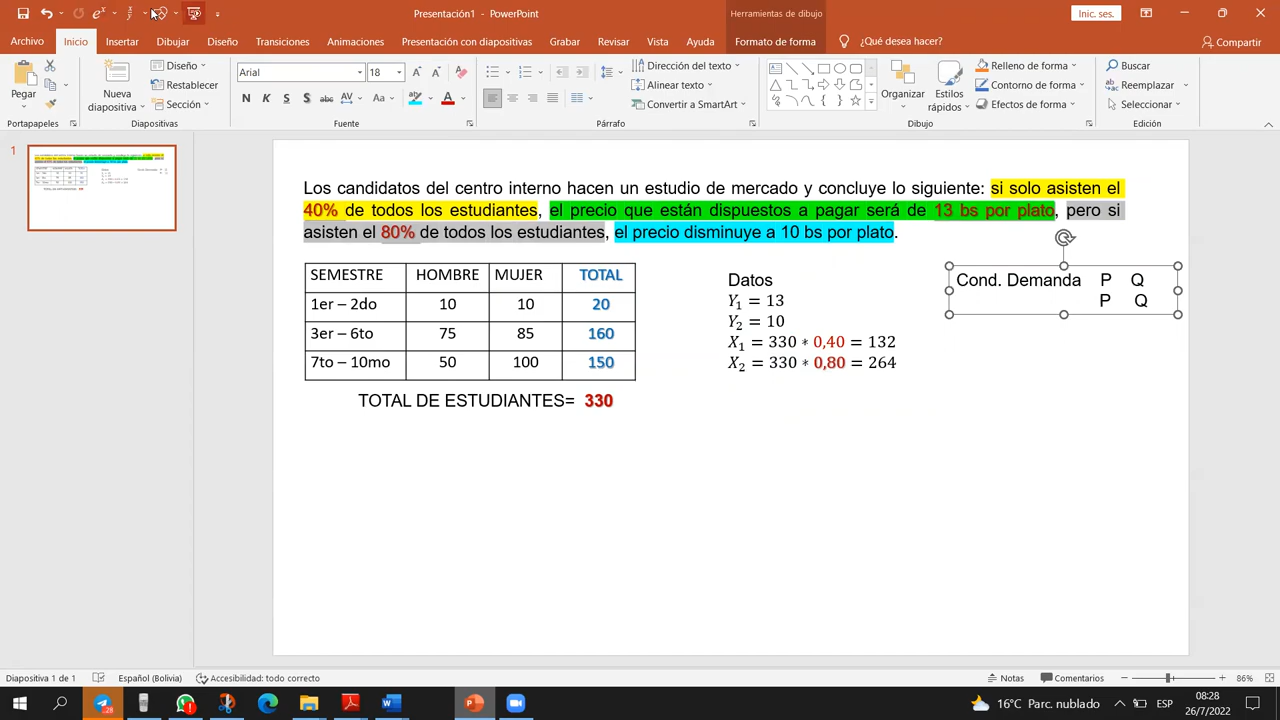 Presentación1 - PowerPoint
Herramientas de dibujo
Inic. ses.
Archivo Inicio Insertar Dibujar Diseño Transiciones Animaciones Presentación con diapositivas Grabar Revisar Vista Ayuda Formato de forma ¿Qué desea hacer? Compartir
Pegar
Nueva diapositiva
Diseño
Restablecer
Sección
Arial 18
N K S S abc AV Aa A
Dirección del texto
Alinear texto
Convertir a SmartArt
Organizar
Estilos rápidos
Relleno de forma
Contorno de forma
Efectos de forma
Buscar
Reemplazar
Seleccionar
Portapapeles Diapositivas Fuente Párrafo Dibujo Edición
1
Los candidatos del centro interno hacen un estudio de mercado y concluye lo siguiente: si solo asisten el
40% de todos los estudiantes, el precio que están dispuestos a pagar será de 13 bs por plato, pero si
asisten el 80% de todos los estudiantes, el precio disminuye a 10 bs por plato.
SEMESTRE HOMBRE MUJER TOTAL
1er – 2do 10 10 20
3er – 6to 75 85 160
7to – 10mo 50 100 150
TOTAL DE ESTUDIANTES= 330
Datos
Y₁ = 13
Y₂ = 10
X₁ = 330 ∗ 0,40 = 132
X₂ = 330 ∗ 0,80 = 264
Cond. Demanda P Q
P Q
Diapositiva 1 de 1 Español (Bolivia) Accesibilidad: todo correcto Notas Comentarios 86%
16°C Parc. nublado ESP 08:28
26/7/2022